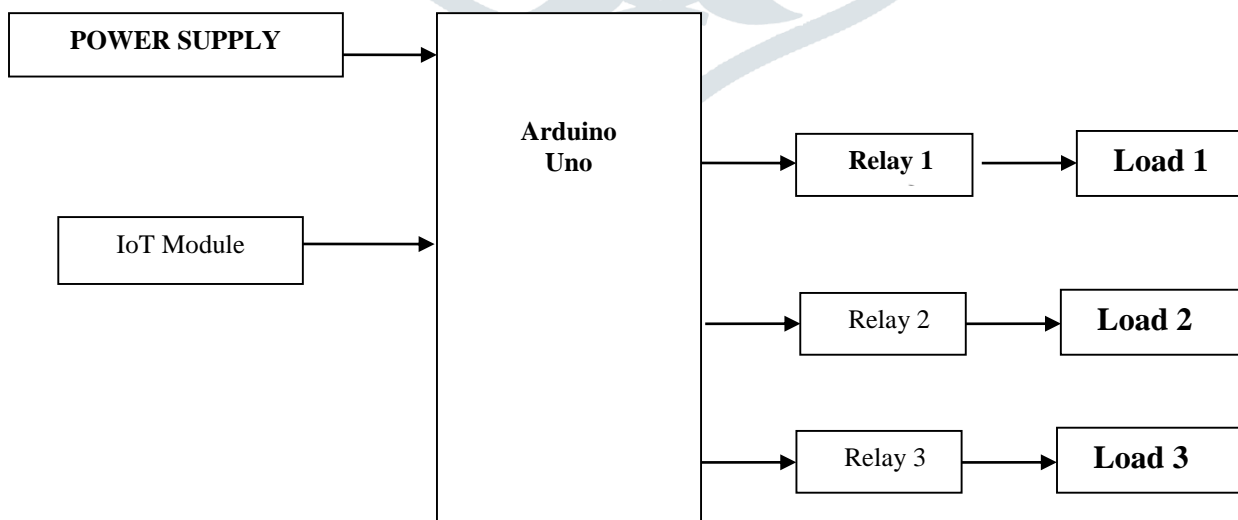 POWER SUPPLY
Arduino
Uno
IoT Module
Relay 1
Load 1
Relay 2
Load 2
Relay 3
Load 3